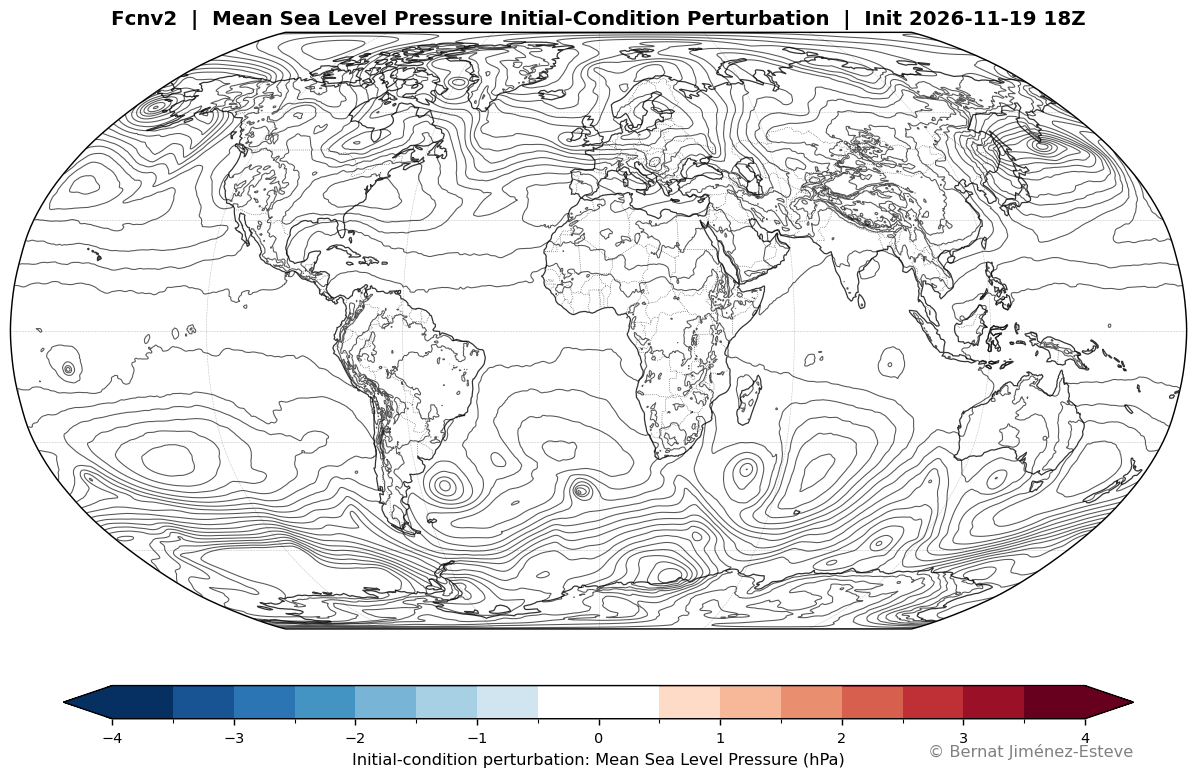 Fcnv2 | Mean Sea Level Pressure Initial-Condition Perturbation | Init 2026-11-19 18Z
−4 −3 −2 −1 0 1 2 3 4
© Bernat Jiménez-Esteve
Initial-condition perturbation: Mean Sea Level Pressure (hPa)